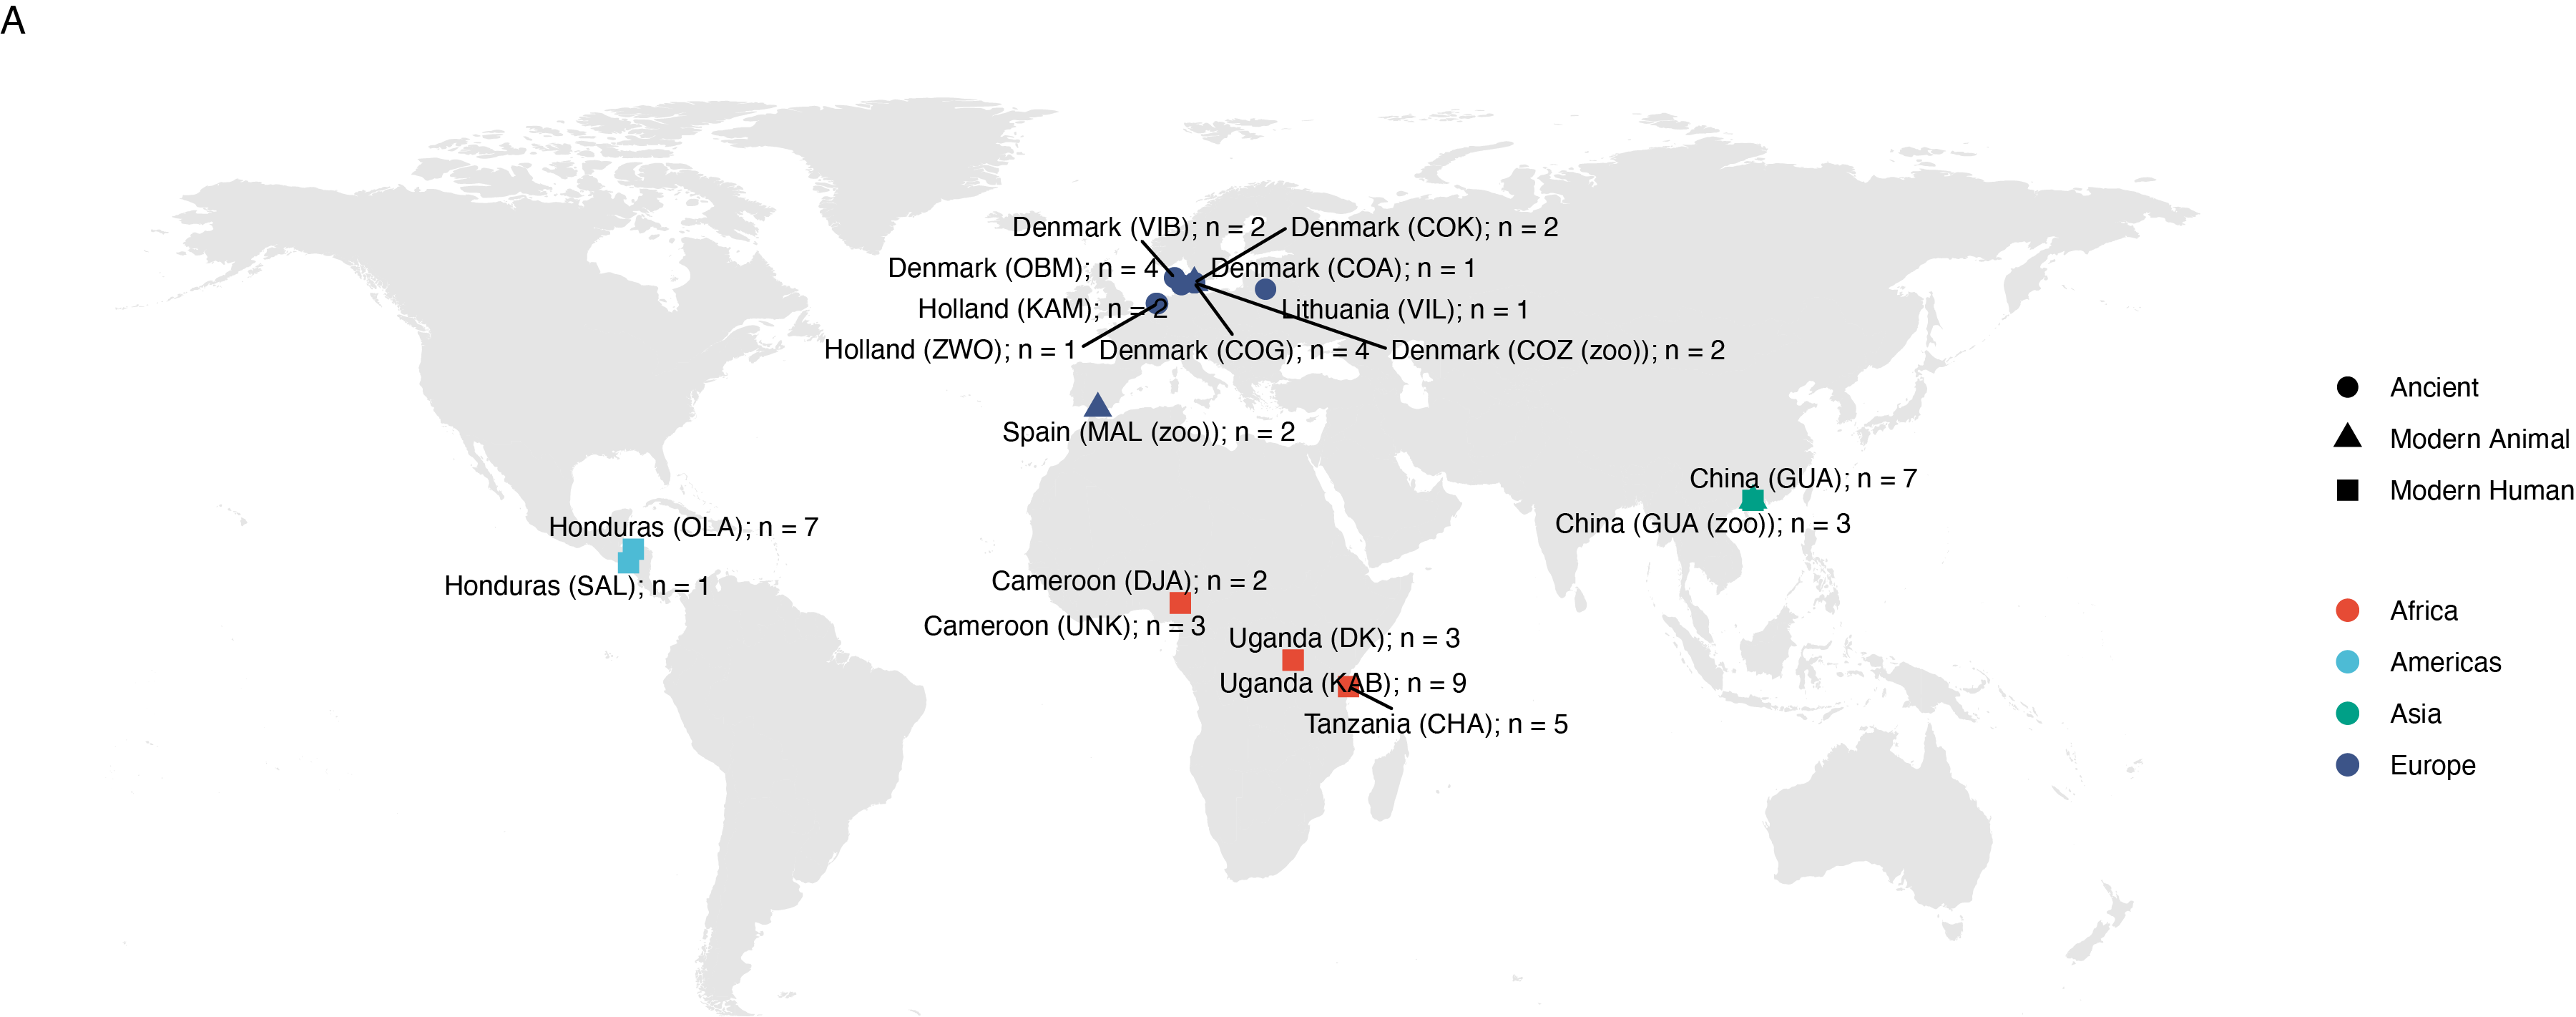 A
Denmark (VIB); n = 2
Denmark (COK); n = 2
Denmark (OBM); n = 4
Denmark (COA); n = 1
Holland (KAM); n = 2
Lithuania (VIL); n = 1
Holland (ZWO); n = 1
Denmark (COG); n = 4
Denmark (COZ (zoo)); n = 2
Spain (MAL (zoo)); n = 2
China (GUA); n = 7
China (GUA (zoo)); n = 3
Honduras (OLA); n = 7
Honduras (SAL); n = 1
Cameroon (DJA); n = 2
Cameroon (UNK); n = 3
Uganda (DK); n = 3
Uganda (KAB); n = 9
Tanzania (CHA); n = 5
Ancient
Modern Animal
Modern Human
Africa
Americas
Asia
Europe